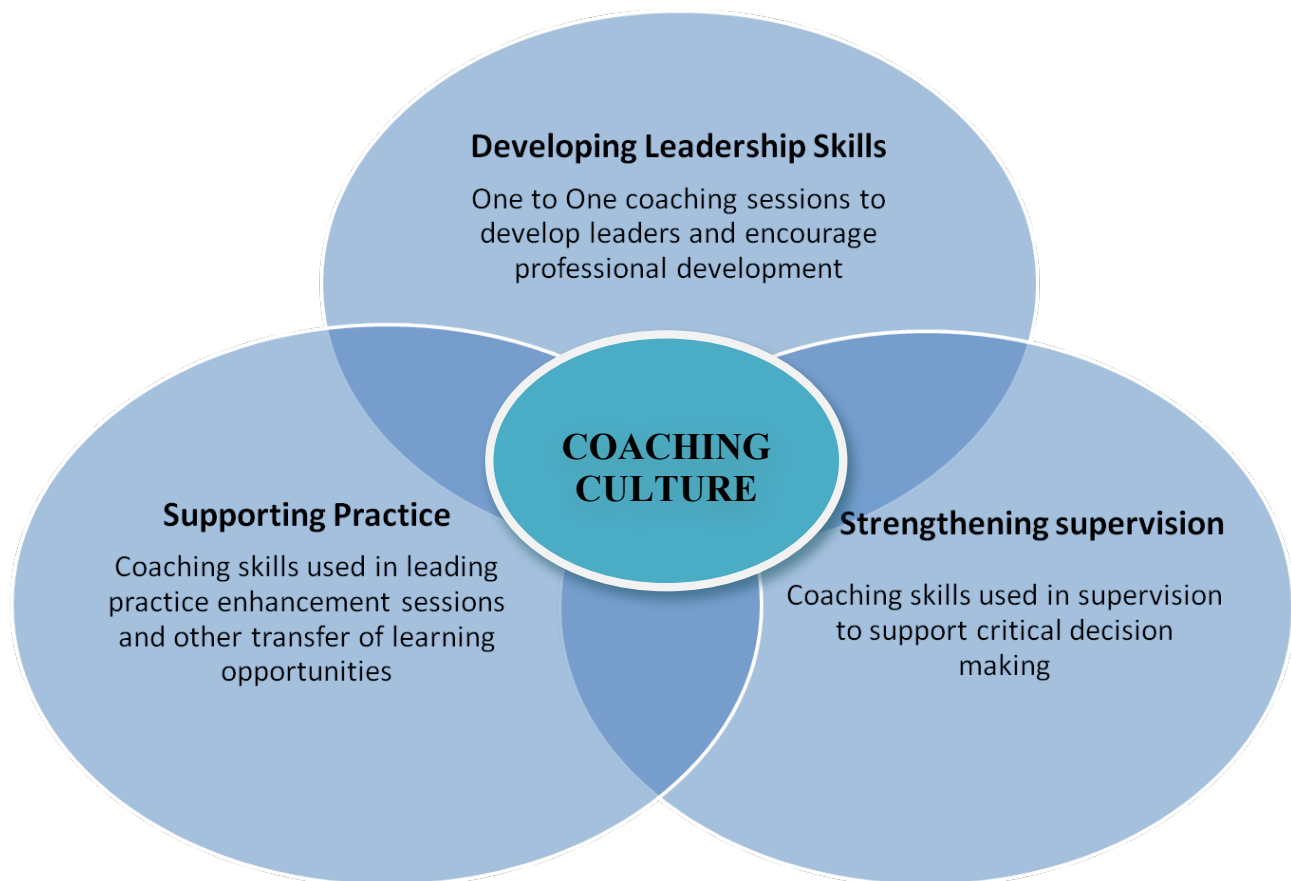 Developing Leadership Skills
One to One coaching sessions to
develop leaders and encourage
professional development
COACHING
CULTURE
Supporting Practice
Coaching skills used in leading
practice enhancement sessions
and other transfer of learning
opportunities
Strengthening supervision
Coaching skills used in supervision
to support critical decision
making